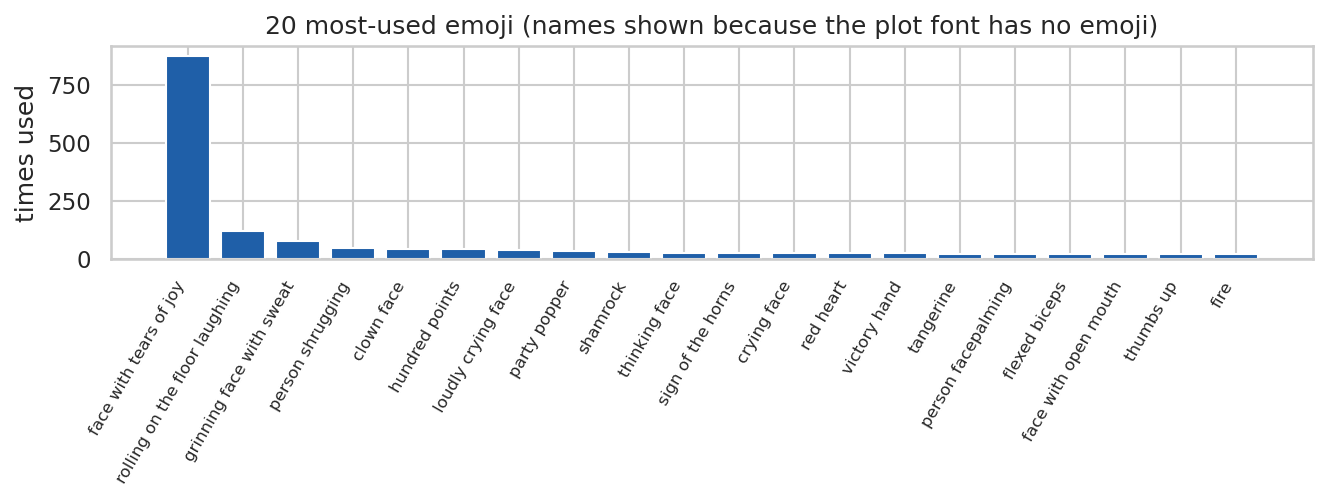 20 most-used emoji (names shown because the plot font has no emoji)
times used
750
500
250
0
face with tears of joy
rolling on the floor laughing
grinning face with sweat
person shrugging
clown face
hundred points
loudly crying face
party popper
shamrock
thinking face
sign of the horns
crying face
red heart
victory hand
tangerine
person facepalming
flexed biceps
face with open mouth
thumbs up
fire